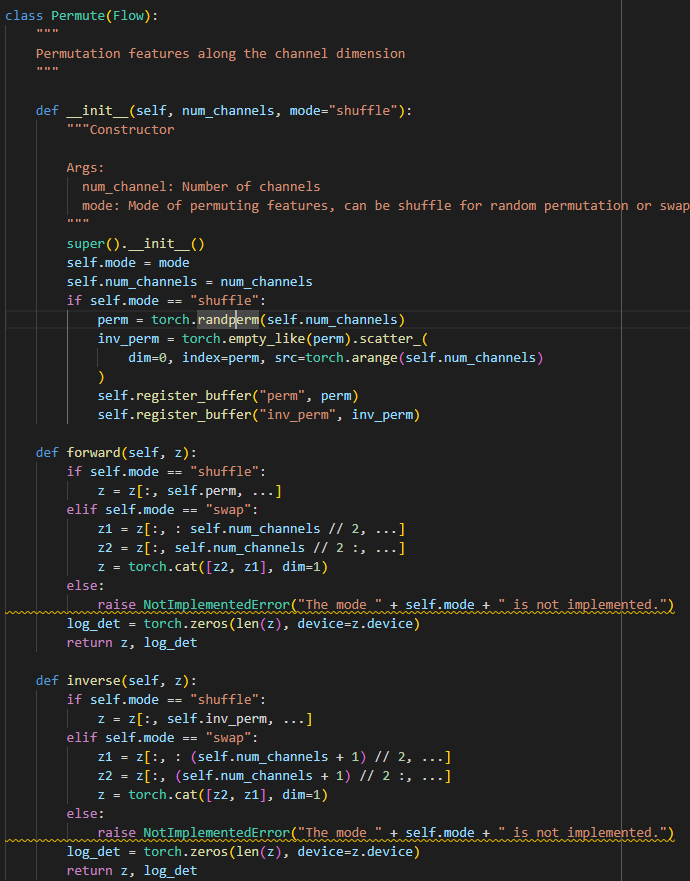 class Permute(Flow):
    """
    Permutation features along the channel dimension
    """

    def __init__(self, num_channels, mode="shuffle"):
        """Constructor

        Args:
          num_channel: Number of channels
          mode: Mode of permuting features, can be shuffle for random permutation or swap
        """
        super().__init__()
        self.mode = mode
        self.num_channels = num_channels
        if self.mode == "shuffle":
            perm = torch.randperm(self.num_channels)
            inv_perm = torch.empty_like(perm).scatter_(
                dim=0, index=perm, src=torch.arange(self.num_channels)
            )
            self.register_buffer("perm", perm)
            self.register_buffer("inv_perm", inv_perm)

    def forward(self, z):
        if self.mode == "shuffle":
            z = z[:, self.perm, ...]
        elif self.mode == "swap":
            z1 = z[:, : self.num_channels // 2, ...]
            z2 = z[:, self.num_channels // 2 :, ...]
            z = torch.cat([z2, z1], dim=1)
        else:
            raise NotImplementedError("The mode " + self.mode + " is not implemented.")
        log_det = torch.zeros(len(z), device=z.device)
        return z, log_det

    def inverse(self, z):
        if self.mode == "shuffle":
            z = z[:, self.inv_perm, ...]
        elif self.mode == "swap":
            z1 = z[:, : (self.num_channels + 1) // 2, ...]
            z2 = z[:, (self.num_channels + 1) // 2 :, ...]
            z = torch.cat([z2, z1], dim=1)
        else:
            raise NotImplementedError("The mode " + self.mode + " is not implemented.")
        log_det = torch.zeros(len(z), device=z.device)
        return z, log_det